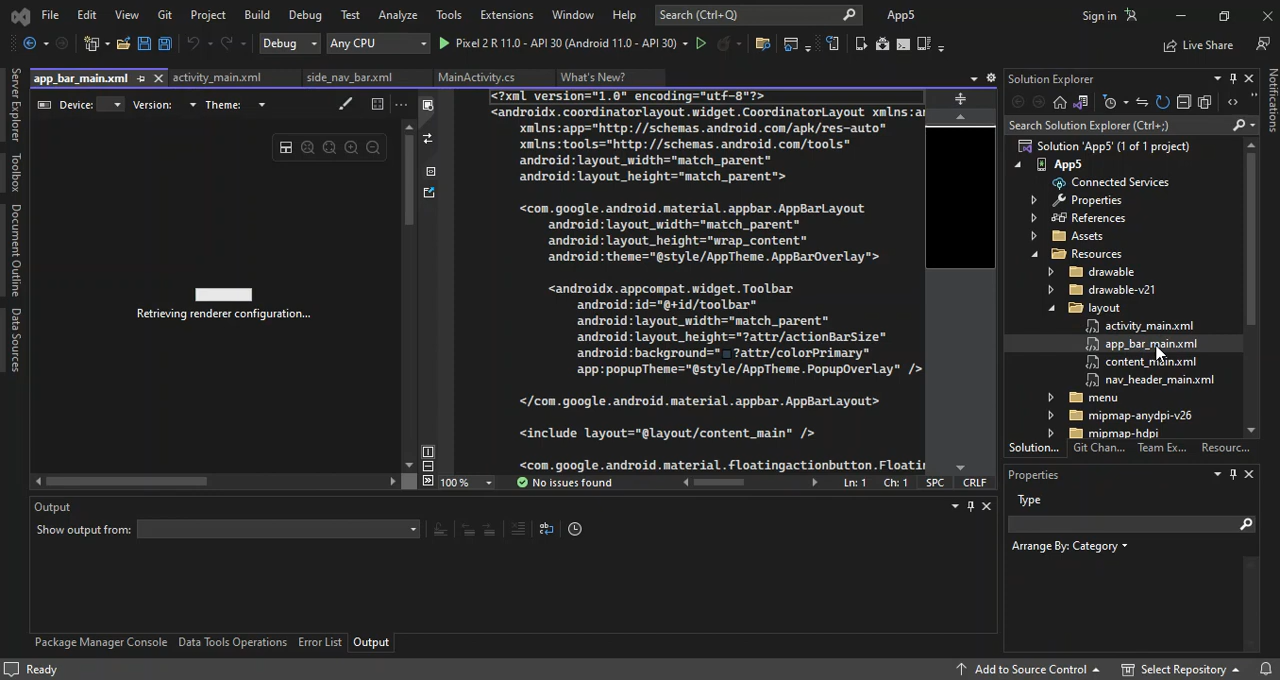 File Edit View Git Project Build Debug Test Analyze Tools Extensions Window Help Search (Ctrl+Q) App5 Sign in
Debug Any CPU Pixel 2 R 11.0 - API 30 (Android 11.0 - API 30) Live Share
app_bar_main.xml activity_main.xml side_nav_bar.xml MainActivity.cs What's New?
Server Explorer
Toolbox
Document Outline
Data Sources
Device: Version: Theme:
Retrieving renderer configuration...
<?xml version="1.0" encoding="utf-8"?>
<androidx.coordinatorlayout.widget.CoordinatorLayout xmlns:a
xmlns:app="http://schemas.android.com/apk/res-auto"
xmlns:tools="http://schemas.android.com/tools"
android:layout_width="match_parent"
android:layout_height="match_parent">
<com.google.android.material.appbar.AppBarLayout
android:layout_width="match_parent"
android:layout_height="wrap_content"
android:theme="@style/AppTheme.AppBarOverlay">
<androidx.appcompat.widget.Toolbar
android:id="@+id/toolbar"
android:layout_width="match_parent"
android:layout_height="?attr/actionBarSize"
android:background="?attr/colorPrimary"
app:popupTheme="@style/AppTheme.PopupOverlay" />
</com.google.android.material.appbar.AppBarLayout>
<include layout="@layout/content_main" />
<com.google.android.material.floatingactionbutton.Floati
100 % No issues found Ln: 1 Ch: 1 SPC CRLF
Solution Explorer
Search Solution Explorer (Ctrl+;)
Solution 'App5' (1 of 1 project)
App5
Connected Services
Properties
References
Assets
Resources
drawable
drawable-v21
layout
activity_main.xml
app_bar_main.xml
content_main.xml
nav_header_main.xml
menu
mipmap-anydpi-v26
mipmap-hdpi
Solution... Git Chan... Team Ex... Resourc...
Notifications
Properties
Type
Arrange By: Category
Output
Show output from:
Package Manager Console Data Tools Operations Error List Output
Ready Add to Source Control Select Repository